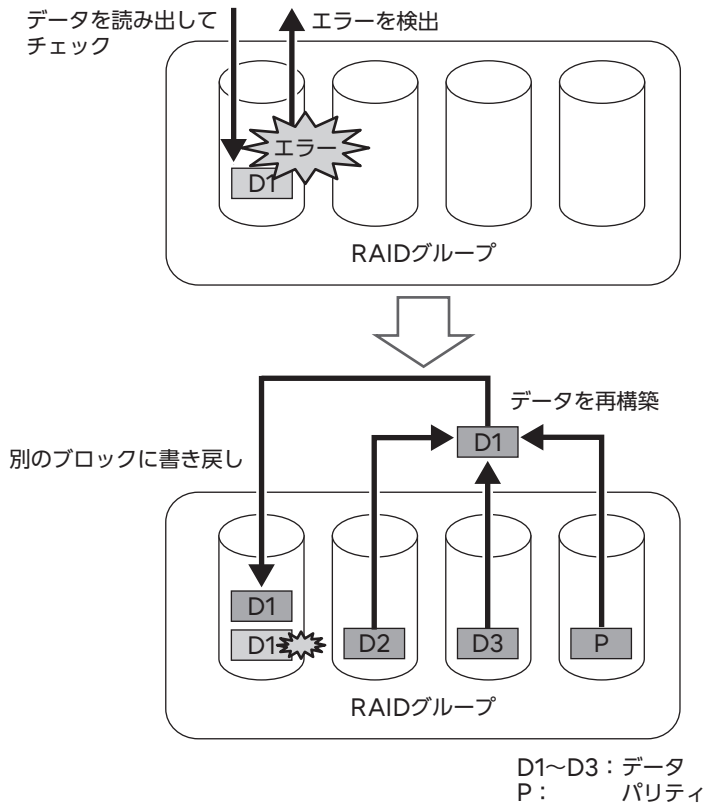 データを読み出して
チェック
エラーを検出
エラー
D1
RAIDグループ
データを再構築
D1
別のブロックに書き戻し
D1
D1
D2
D3
P
RAIDグループ
D1～D3：データ
P：　　　パリティ